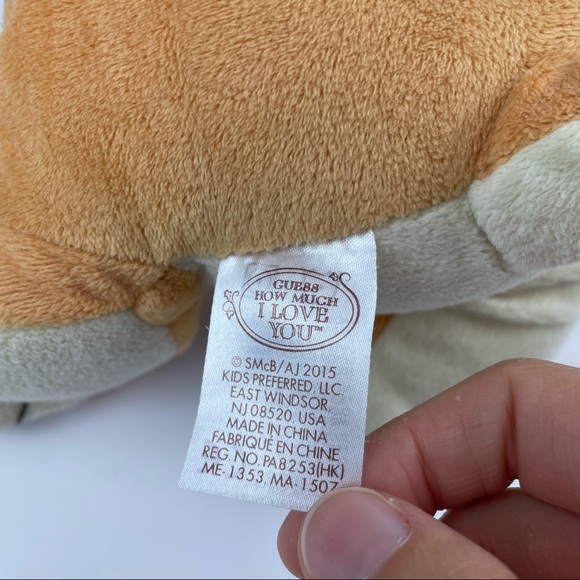 GUESS
HOW MUCH
I LOVE
YOU™
© SMcB/AJ 2015
KIDS PREFERRED, LLC.
EAST WINDSOR,
NJ 08520 USA
MADE IN CHINA
FABRIQUÉ EN CHINE
REG. NO. PA8253(HK)
ME-1353 MA-1507